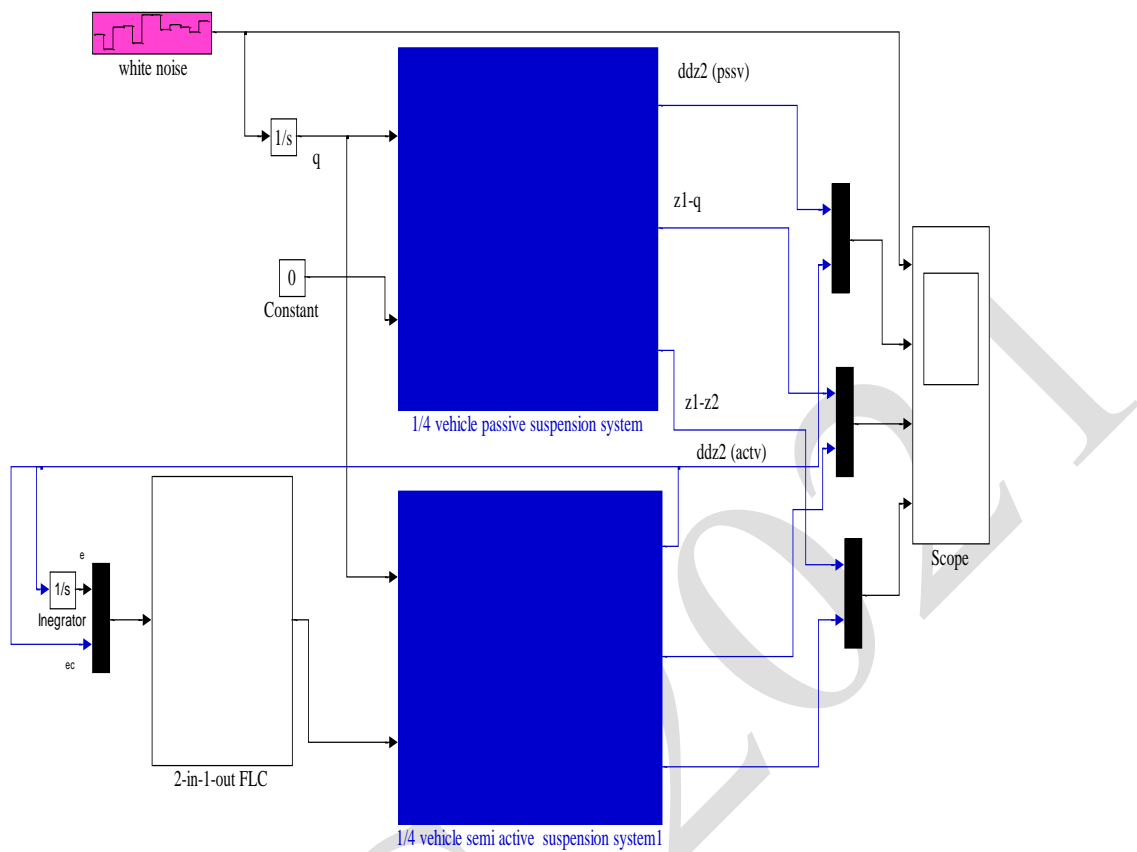 white noise
ddz2 (pssv)
1/s
q
z1-q
0
Constant
z1-z2
1/4 vehicle passive suspension system
ddz2 (actv)
e
1/s
Inegrator
ec
Scope
2-in-1-out FLC
1/4 vehicle semi active suspension system1
2021